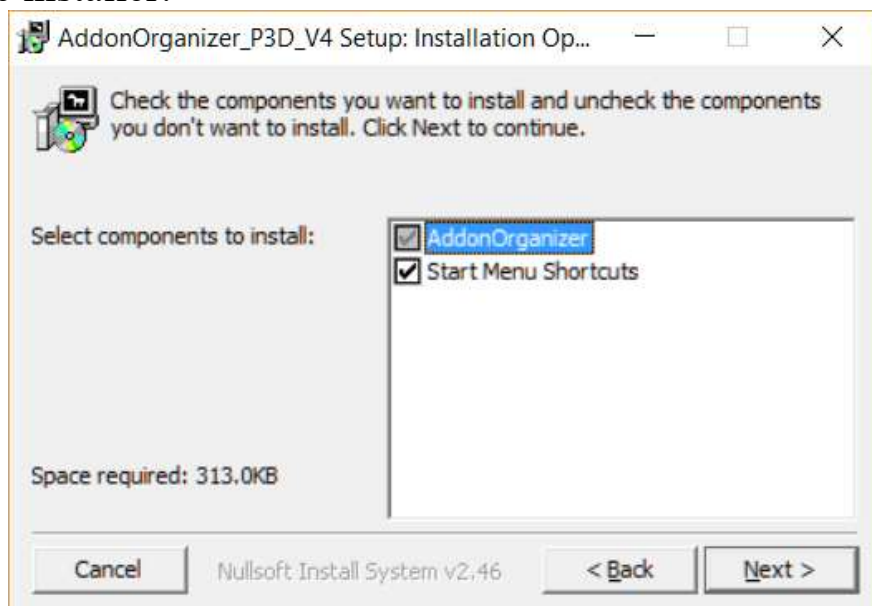 AddonOrganizer_P3D_V4 Setup: Installation Op...
Check the components you want to install and uncheck the components
you don't want to install. Click Next to continue.
Select components to install:
AddonOrganizer
Start Menu Shortcuts
Space required: 313.0KB
Cancel
Nullsoft Install System v2.46
< Back
Next >